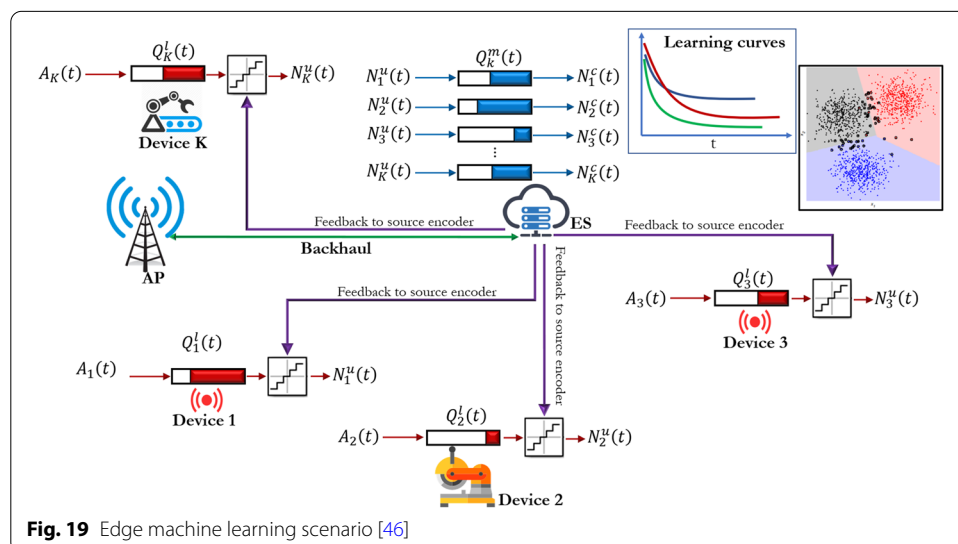 Q_K^l(t)
A_K(t)
N_K^u(t)
Device K
Q_k^m(t)
N_1^u(t)
N_1^c(t)
N_2^u(t)
N_2^c(t)
N_3^u(t)
N_3^c(t)
⋮
N_K^u(t)
N_K^c(t)
Learning curves
t
AP
Feedback to source encoder
Backhaul
ES
Feedback to source encoder
Feedback to source encoder
Feedback to source encoder
Q_3^l(t)
A_3(t)
N_3^u(t)
Device 3
Q_1^l(t)
A_1(t)
N_1^u(t)
Device 1
Q_2^l(t)
A_2(t)
N_2^u(t)
Device 2
Fig. 19 Edge machine learning scenario [46]